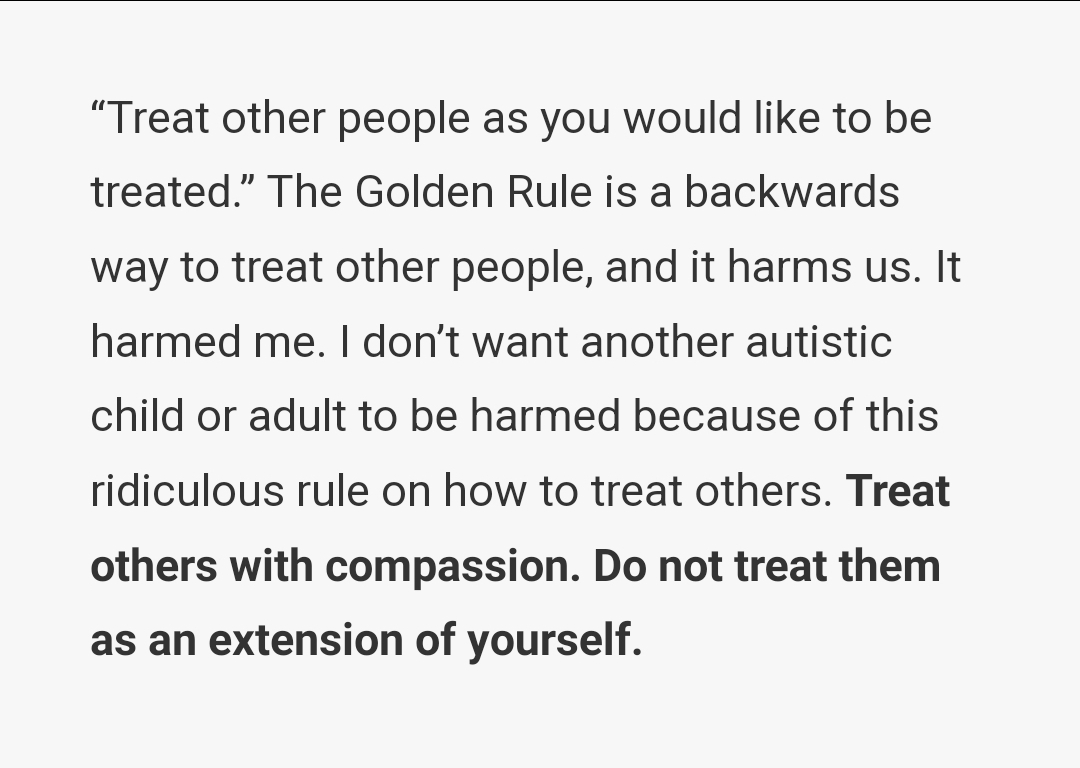 “Treat other people as you would like to be
treated.” The Golden Rule is a backwards
way to treat other people, and it harms us. It
harmed me. I don’t want another autistic
child or adult to be harmed because of this
ridiculous rule on how to treat others. Treat
others with compassion. Do not treat them
as an extension of yourself.